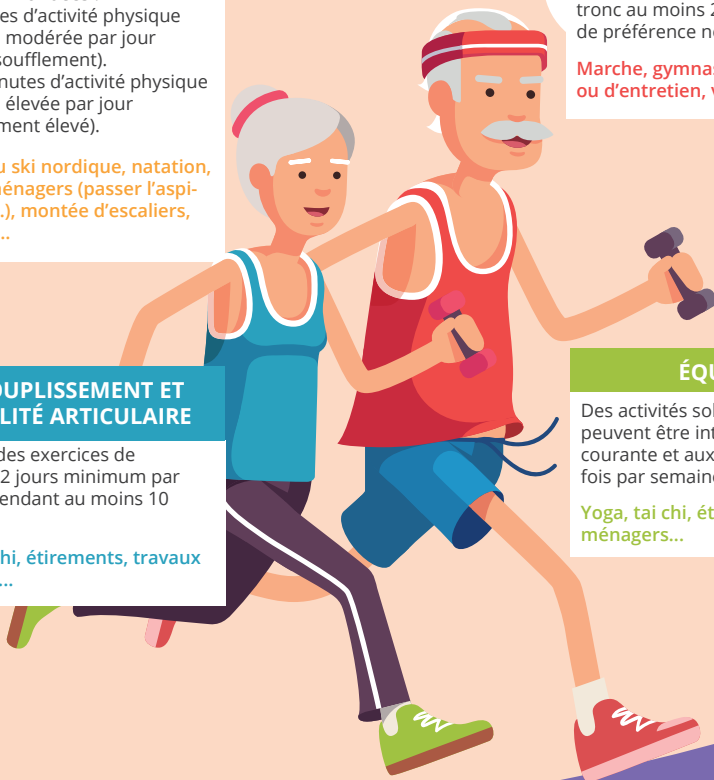 es d'activité physique
modérée par jour
soufflement).
nutes d'activité physique
élevée par jour
ment élevé).
u ski nordique, natation,
ménagers (passer l'aspi-
.), montée d'escaliers,
...
tronc au moins 2
de préférence n
Marche, gymnas
ou d'entretien, v
OUPLISSEMENT ET
LITÉ ARTICULAIRE
des exercices de
2 jours minimum par
endant au moins 10
hi, étirements, travaux
...
ÉQU
Des activités sol
peuvent être int
courante et aux
fois par semaine
Yoga, tai chi, ét
ménagers...